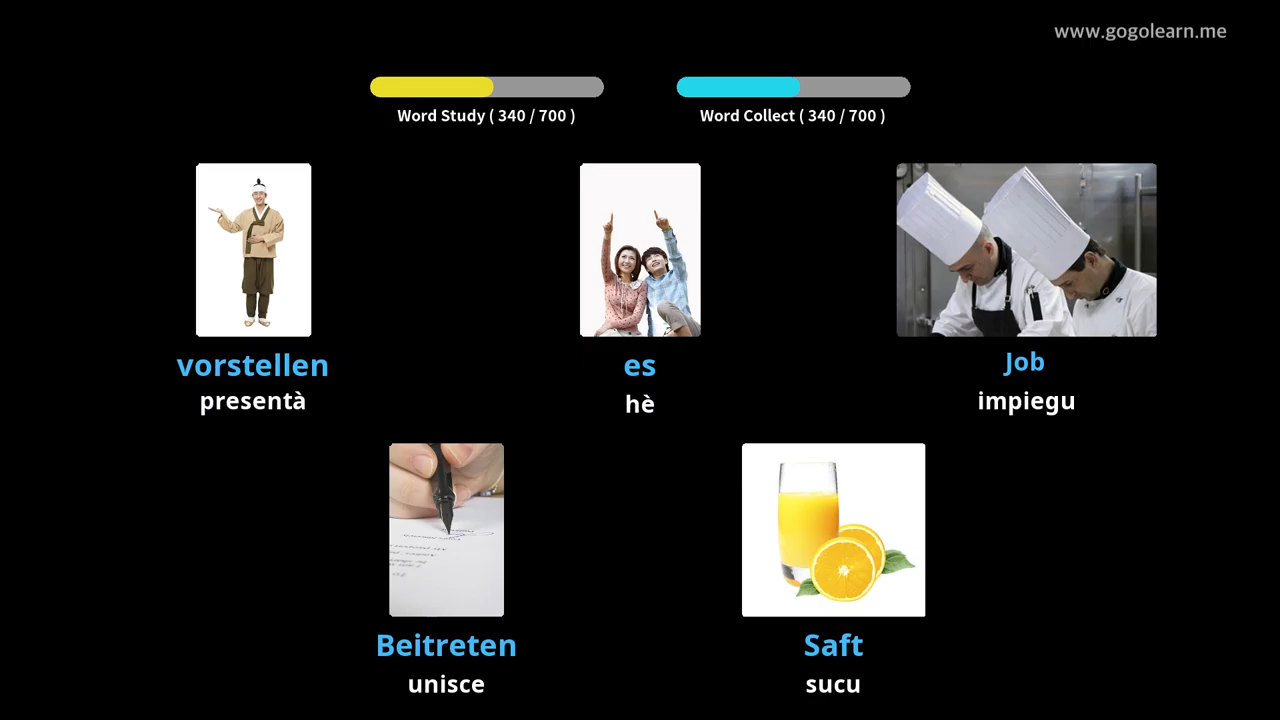 www.gogolearn.me
Word Study ( 340 / 700 )
Word Collect ( 340 / 700 )
vorstellen
presentà
es
hè
Job
impiegu
Beitreten
unisce
Saft
sucu